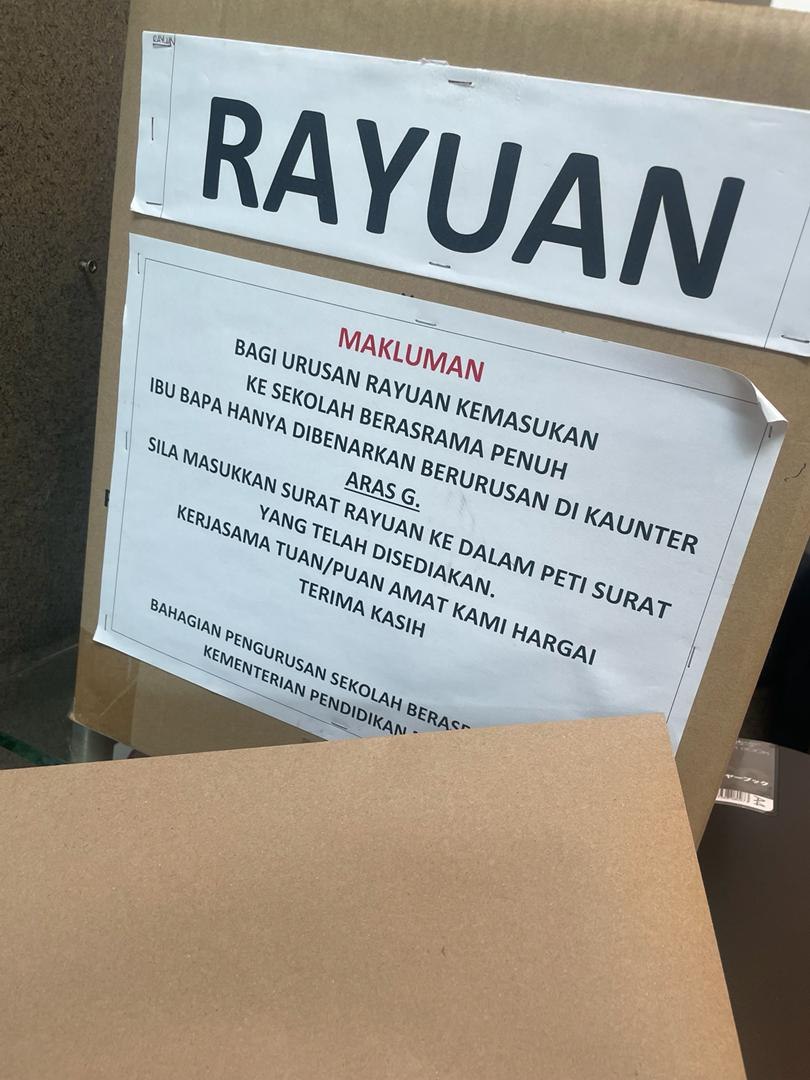 RAYUAN
MAKLUMAN
BAGI URUSAN RAYUAN KEMASUKAN
KE SEKOLAH BERASRAMA PENUH
IBU BAPA HANYA DIBENARKAN BERURUSAN DI KAUNTER
ARAS G.
SILA MASUKKAN SURAT RAYUAN KE DALAM PETI SURAT
YANG TELAH DISEDIAKAN.
KERJASAMA TUAN/PUAN AMAT KAMI HARGAI
TERIMA KASIH
BAHAGIAN PENGURUSAN SEKOLAH
KEMENTERIAN PENDIDIKAN